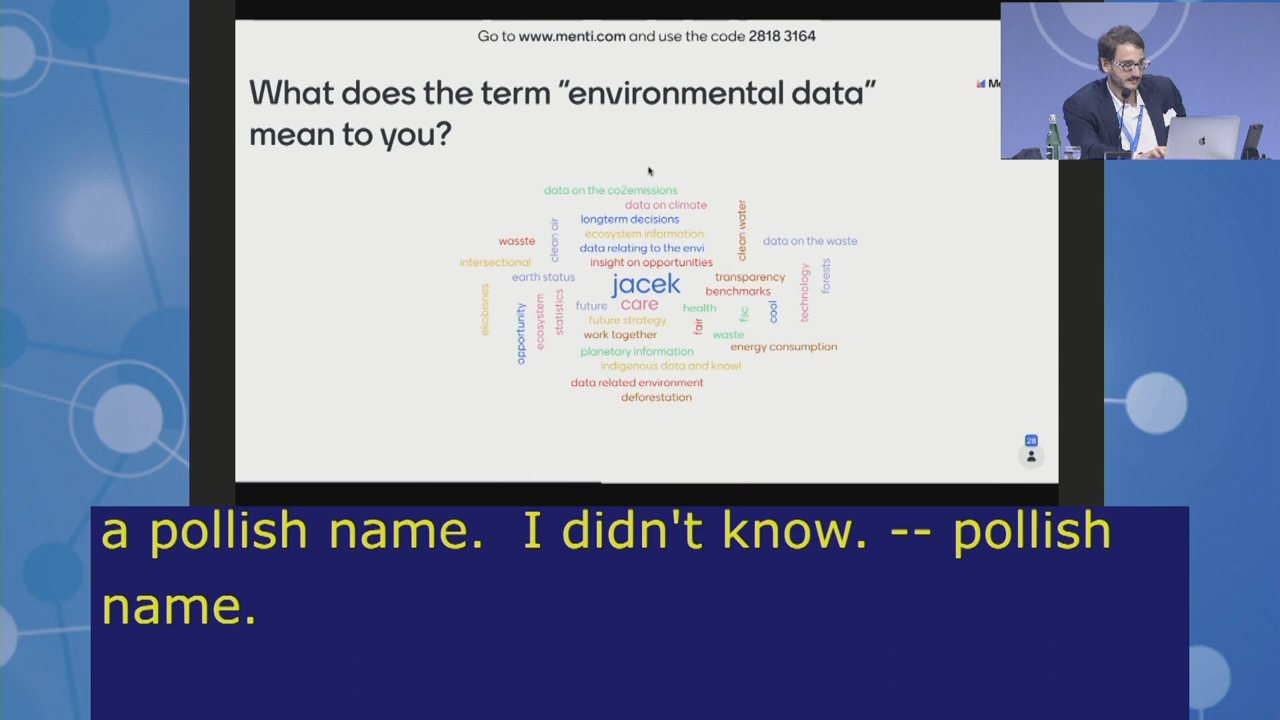 Go to www.menti.com and use the code 2818 3164
What does the term “environmental data”
mean to you?
data on the co2emissions
data on climate
longterm decisions
clean water
clean air
ecosystem information
wasste
data on the waste
data relating to the envi
intersectional
insight on opportunities
earth status
jacek
transparency
forests
technology
benchmarks
ekobisnes
opportunity
ecosystem
statistics
future
care
health
fsc
cool
future strategy
fair
work together
waste
energy consumption
planetary information
indigenous data and knowl
data related environment
deforestation
28
a pollish name.  I didn't know. -- pollish
name.